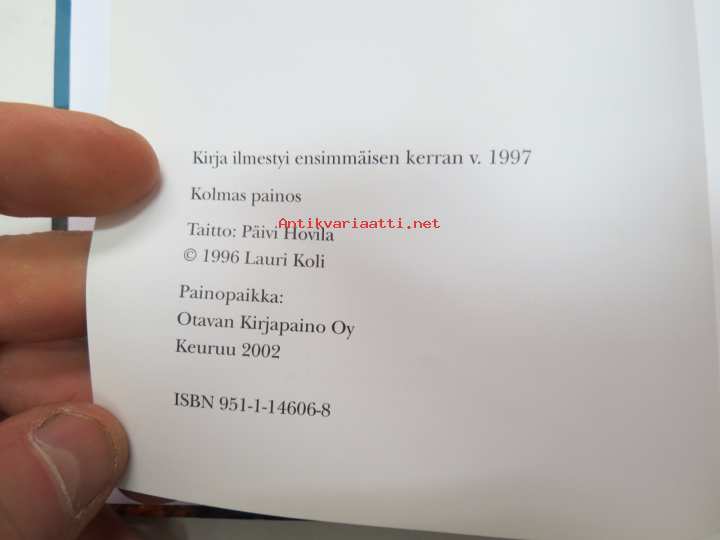 Kirja ilmestyi ensimmäisen kerran v. 1997
Kolmas painos
Antikvariaatti.net
Taitto: Päivi Hovila
© 1996 Lauri Koli
Painopaikka:
Otavan Kirjapaino Oy
Keuruu 2002
ISBN 951-1-14606-8